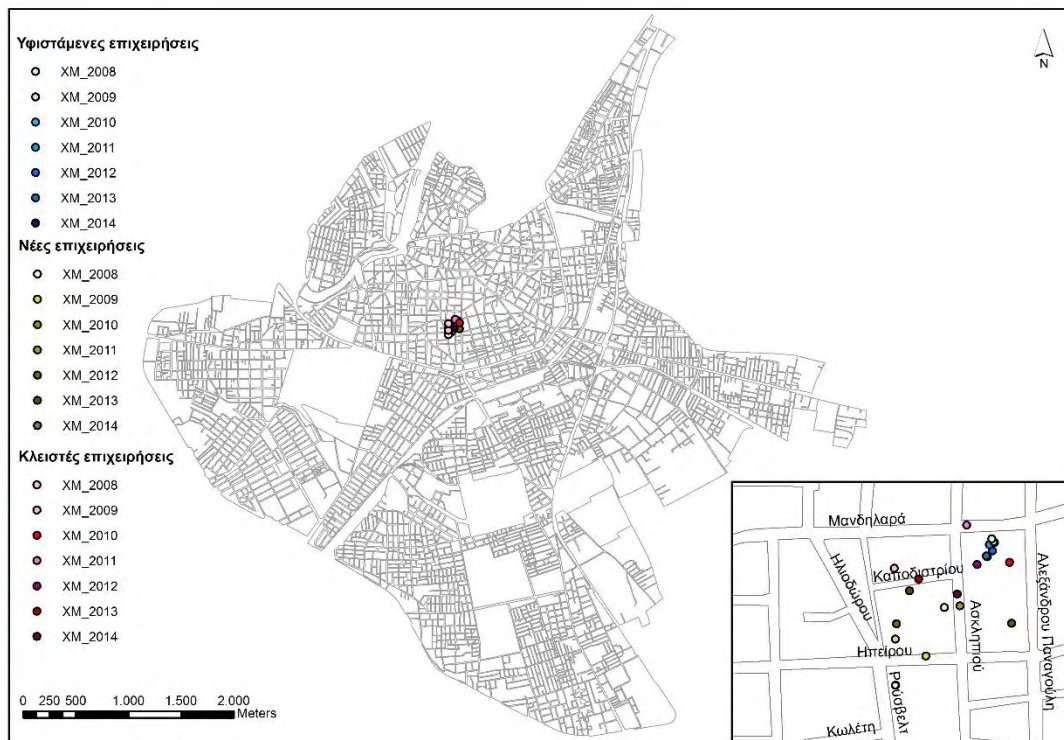 Υφιστάμενες επιχειρήσεις
XM_2008
XM_2009
XM_2010
XM_2011
XM_2012
XM_2013
XM_2014
Νέες επιχειρήσεις
XM_2008
XM_2009
XM_2010
XM_2011
XM_2012
XM_2013
XM_2014
Κλειστές επιχειρήσεις
XM_2008
XM_2009
XM_2010
XM_2011
XM_2012
XM_2013
XM_2014
0 250 500 1.000 1.500 2.000
Meters
N
Μανδηλαρά
Ηλιοδώρου
Καποδιστρίου
Ασκληπιού
Αλεξάνδρου Παναγούλη
Ηπείρου
Ρούσβελτ
Κωλέτη